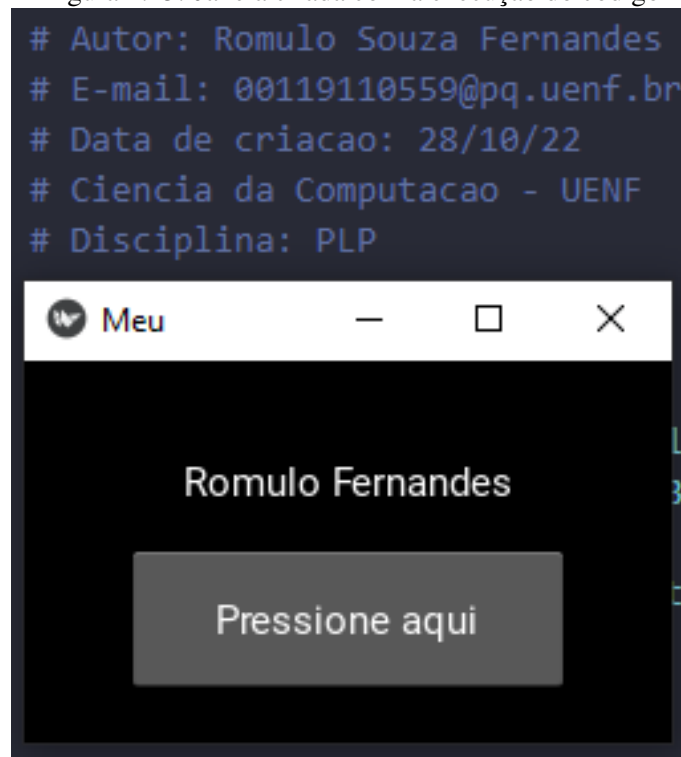 # Autor: Romulo Souza Fernandes
# E-mail: 00119110559@pq.uenf.br
# Data de criacao: 28/10/22
# Ciencia da Computacao - UENF
# Disciplina: PLP
Meu
Romulo Fernandes
Pressione aqui